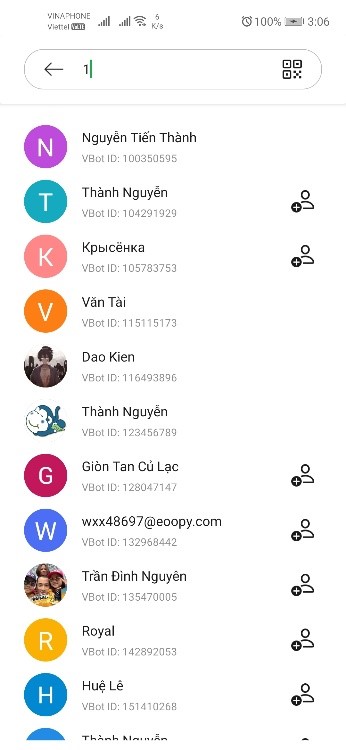 VINAPHONE
Viettel VoLTE
6
K/s
100%
3:06
1
N
Nguyễn Tiến Thành
VBot ID: 100350595
T
Thành Nguyễn
VBot ID: 104291929
К
Крысёнка
VBot ID: 105783753
V
Văn Tài
VBot ID: 115115173
Dao Kien
VBot ID: 116493896
Thành Nguyễn
VBot ID: 123456789
G
Giòn Tan Củ Lạc
VBot ID: 128047147
W
wxx48697@eoopy.com
VBot ID: 132968442
Trần Đình Nguyên
VBot ID: 135470005
R
Royal
VBot ID: 142892053
H
Huệ Lê
VBot ID: 151410268
Thành Nguyễn